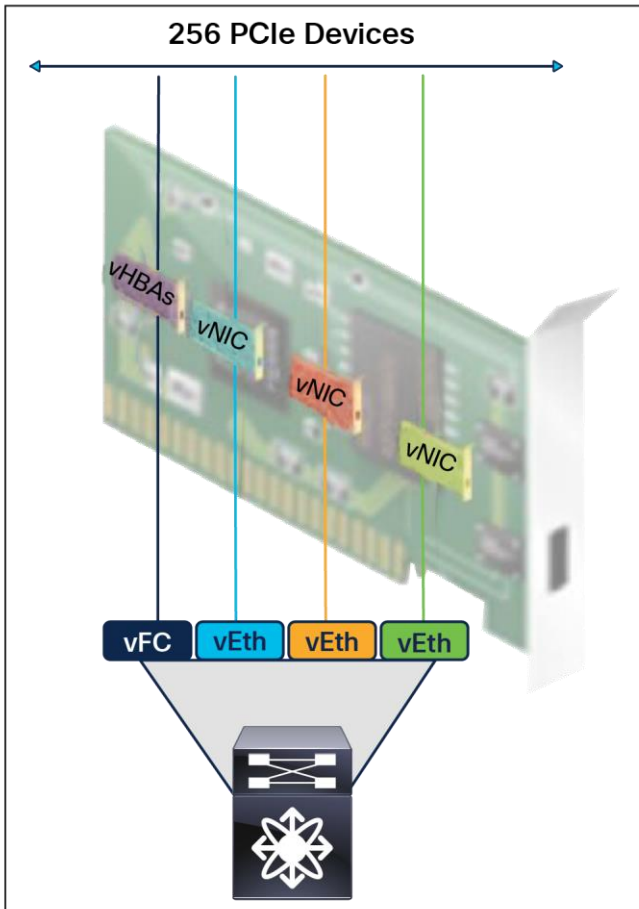 256 PCIe Devices
vHBAs
vNIC
vNIC
vNIC
vFC vEth vEth vEth